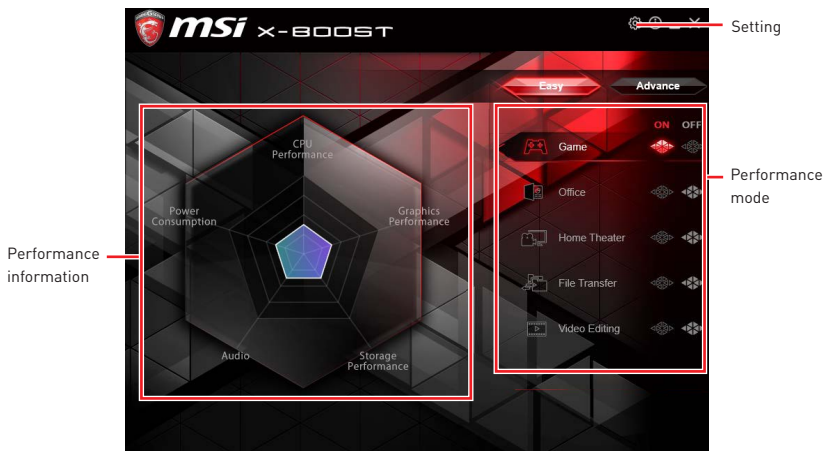 msi X-BOOST
Setting
Easy
Advance
ON OFF
Game
Office
Home Theater
File Transfer
Video Editing
Performance
mode
CPU
Performance
Power
Consumption
Graphics
Performance
Audio
Storage
Performance
Performance
information